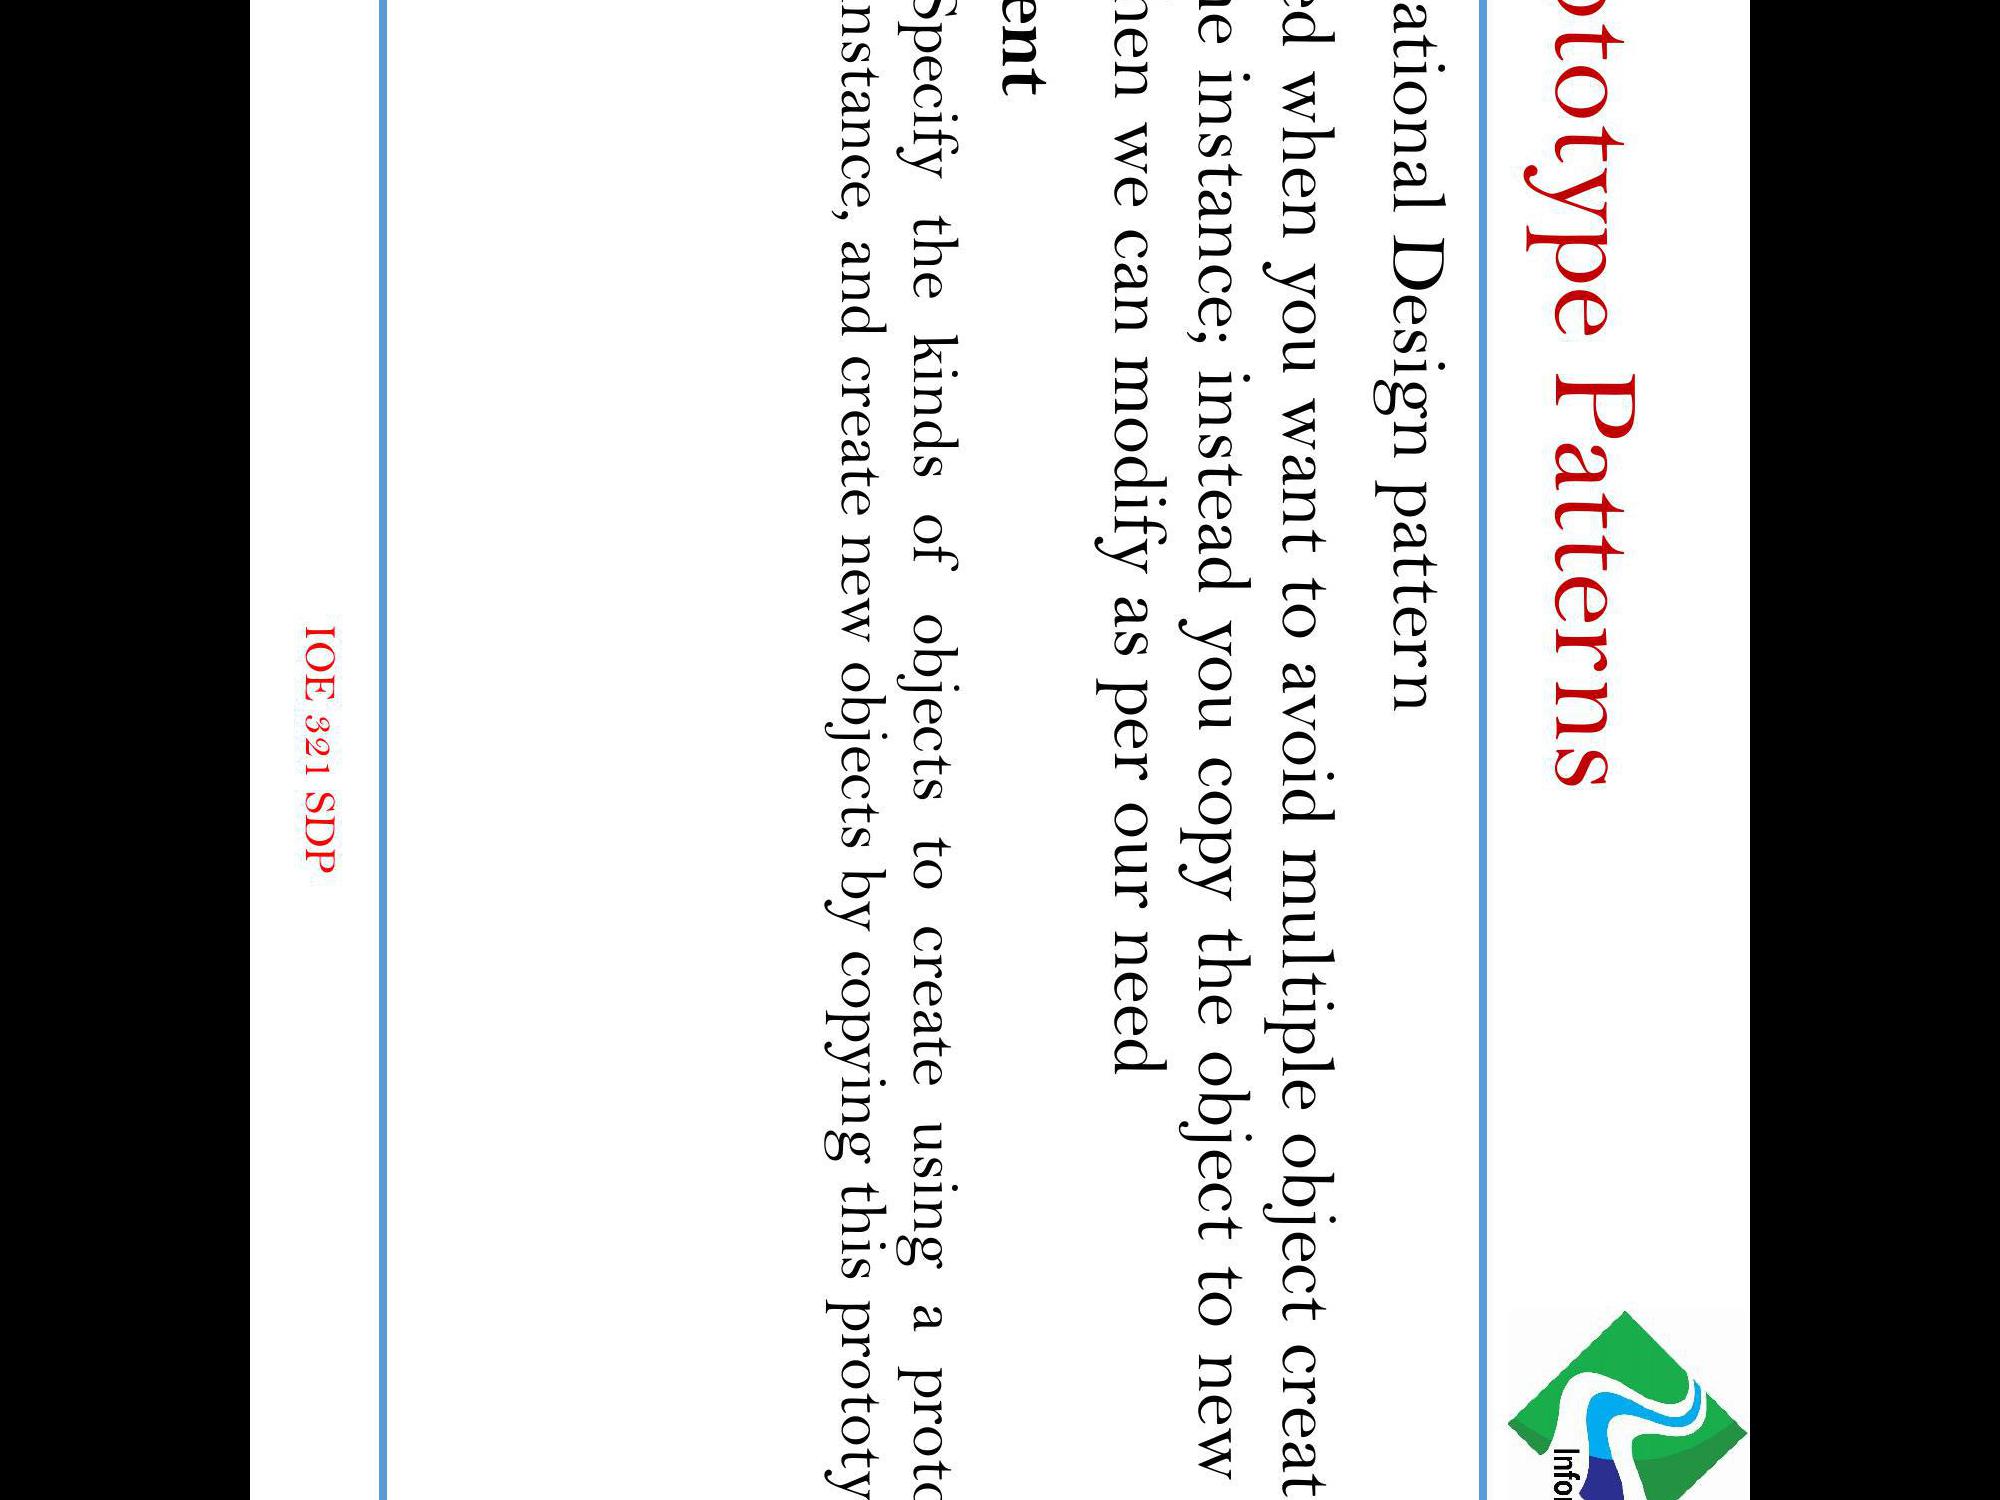 ototype Patterns
ational Design pattern
ed when you want to avoid multiple object creat
ne instance; instead you copy the object to new
hen we can modify as per our need
ent
Specify the kinds of objects to create using a proto
nstance, and create new objects by copying this prototy
IOE 321 SDP
Infor